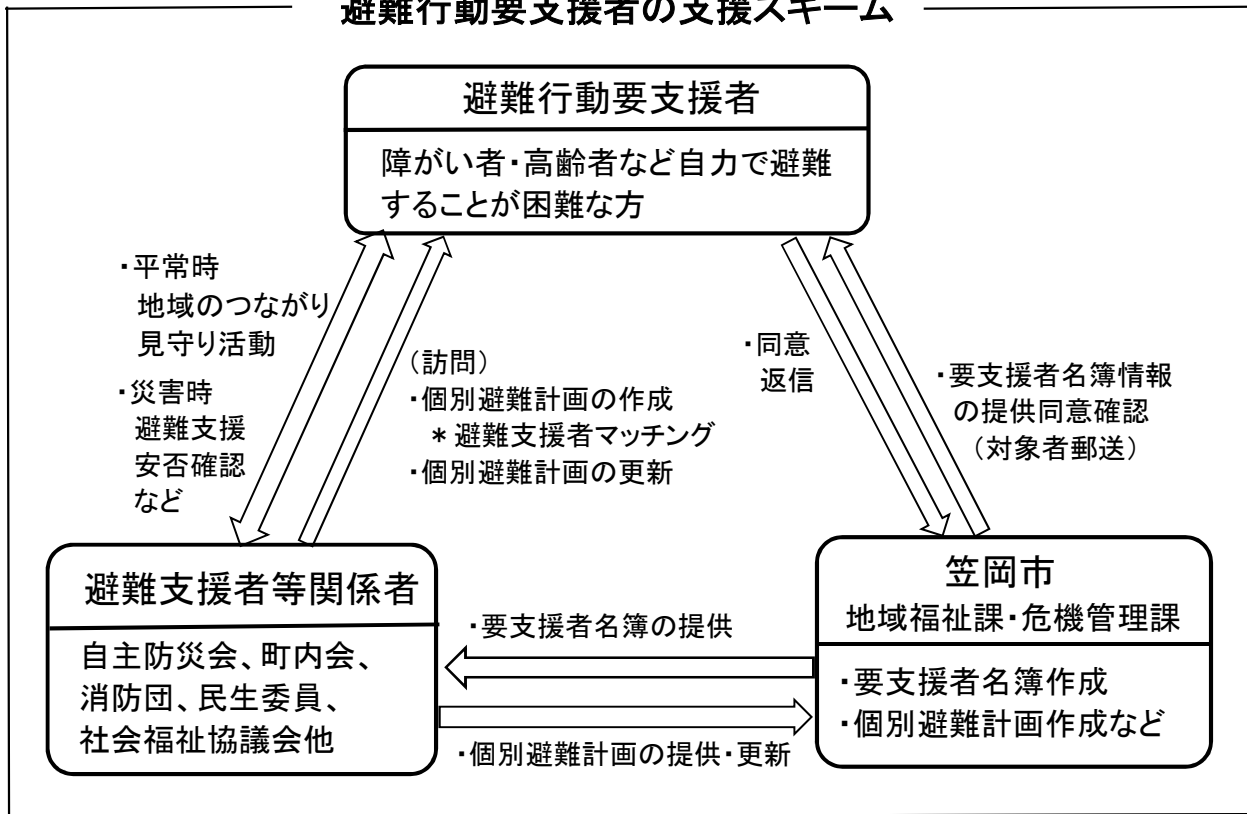 避難行動要支援者の支援スキーム
避難行動要支援者
障がい者・高齢者など自力で避難
することが困難な方
・平常時
地域のつながり
見守り活動
・災害時
避難支援
安否確認
など
(訪問)
・個別避難計画の作成
＊避難支援者マッチング
・個別避難計画の更新
・同意
返信
・要支援者名簿情報
の提供同意確認
(対象者郵送)
避難支援者等関係者
自主防災会、町内会、
消防団、民生委員、
社会福祉協議会他
・要支援者名簿の提供
・個別避難計画の提供・更新
笠岡市
地域福祉課・危機管理課
・要支援者名簿作成
・個別避難計画作成など